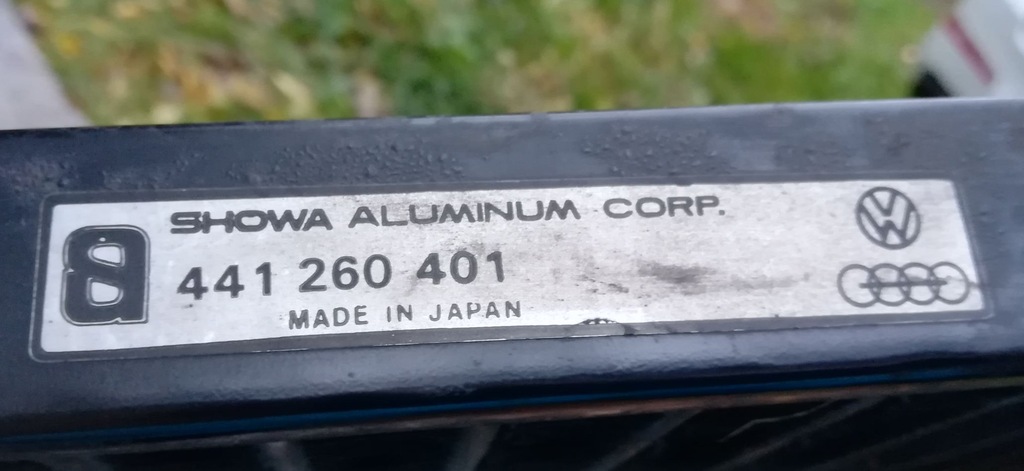 SHOWA ALUMINUM CORP.
441 260 401
MADE IN JAPAN